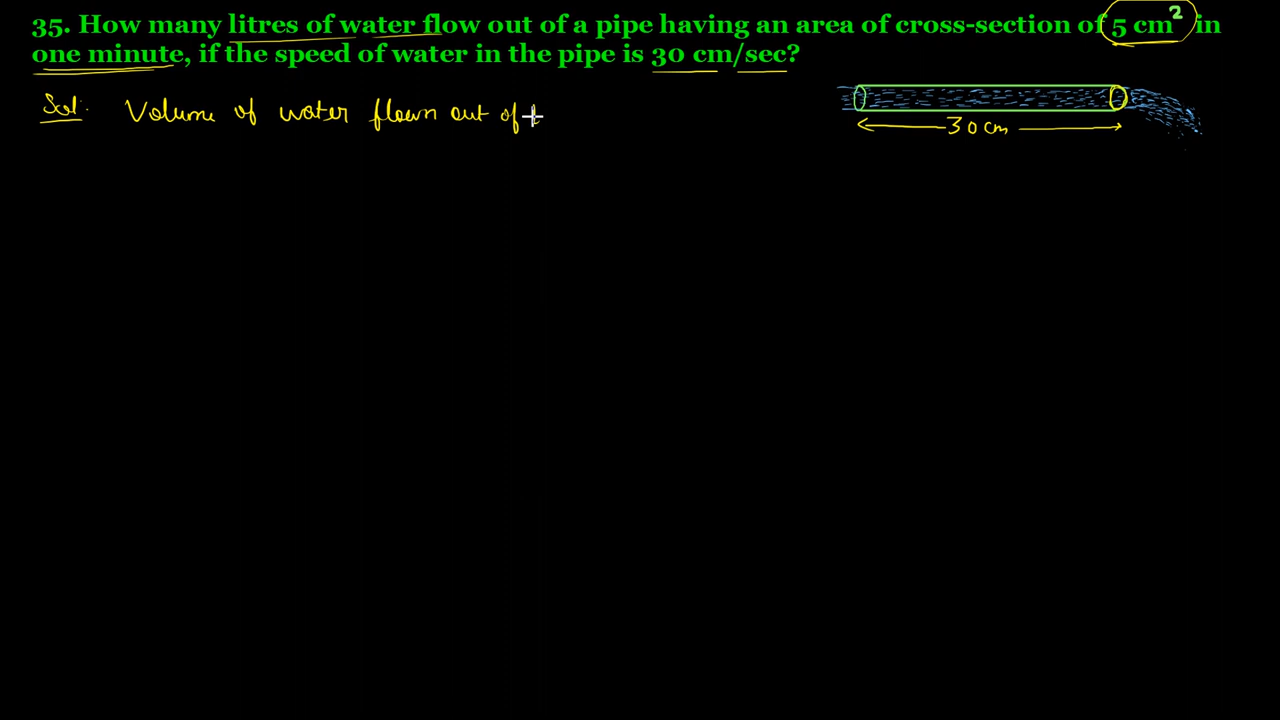 35. How many litres of water flow out of a pipe having an area of cross-section of 5 cm² in
one minute, if the speed of water in the pipe is 30 cm/sec?
Sol: Volume of water flown out of
30 cm